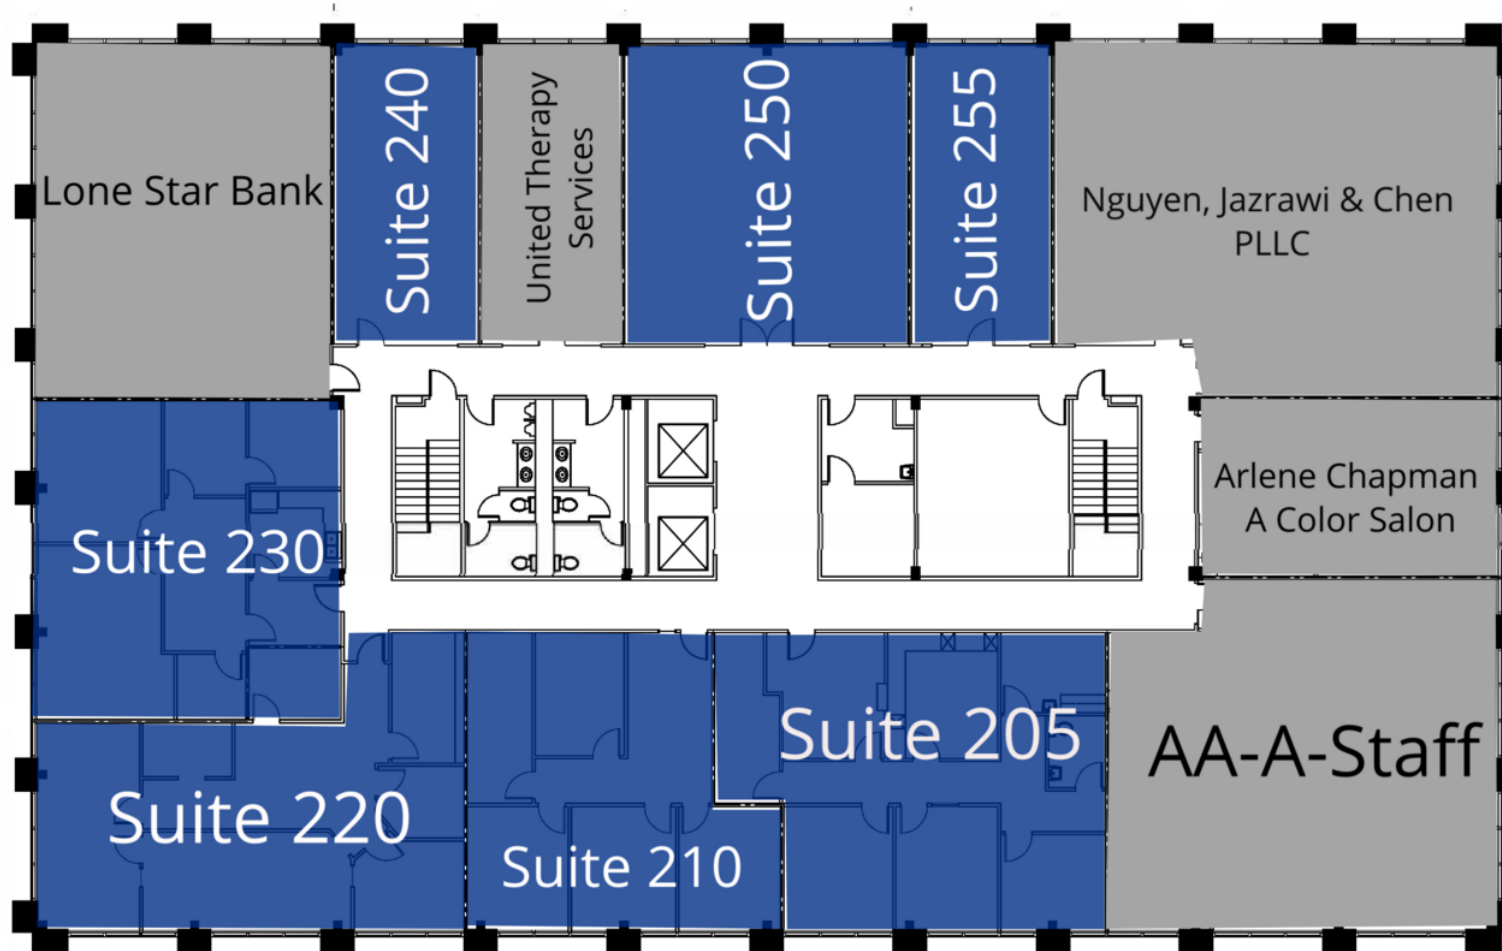 Lone Star Bank
Suite 240
United Therapy
Services
Suite 250
Suite 255
Nguyen, Jazrawi & Chen
PLLC
Suite 230
Arlene Chapman
A Color Salon
Suite 220
Suite 210
Suite 205
AA-A-Staff